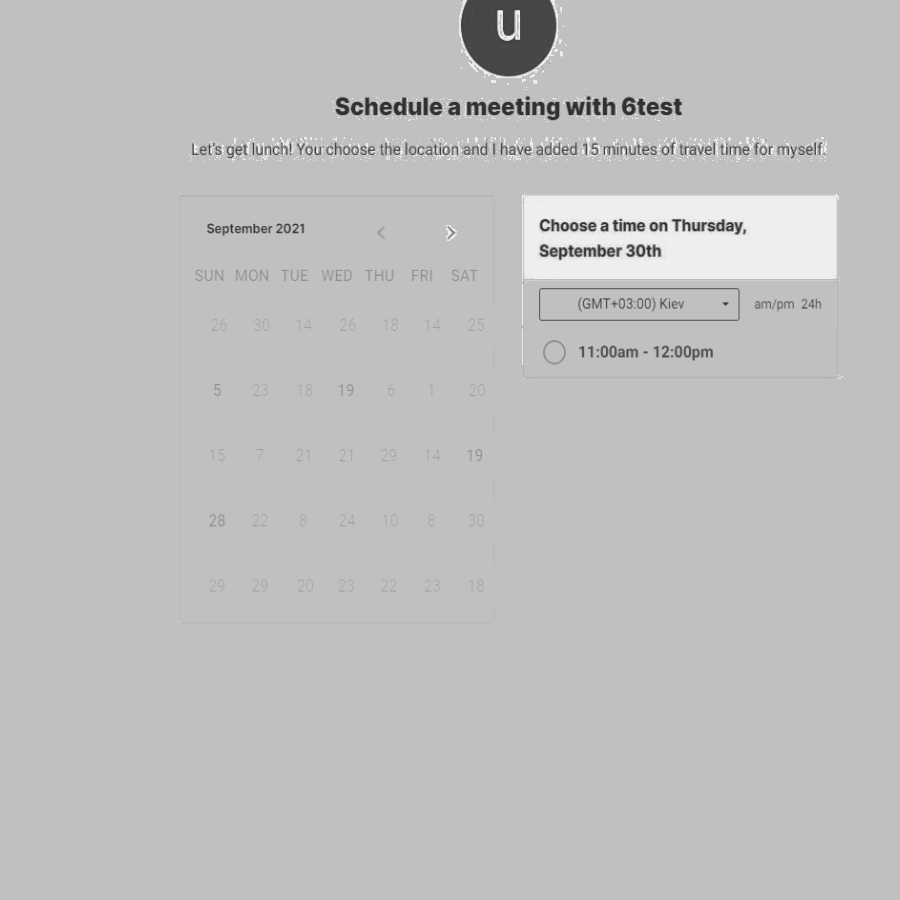 u
Schedule a meeting with 6test
Let's get lunch! You choose the location and I have added 15 minutes of travel time for myself.
September 2021
SUN MON TUE WED THU FRI SAT
26 30 14 26 18 14 25
5 23 18 19 6 1 20
15 7 21 21 29 14 19
28 22 8 24 10 8 30
29 29 20 23 22 23 18
Choose a time on Thursday,
September 30th
(GMT+03:00) Kiev am/pm 24h
11:00am - 12:00pm